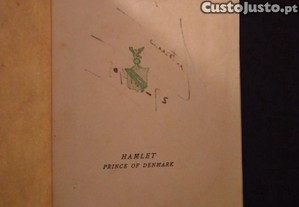 CustoJusto.pt
HAMLET
PRINCE OF DENMARK